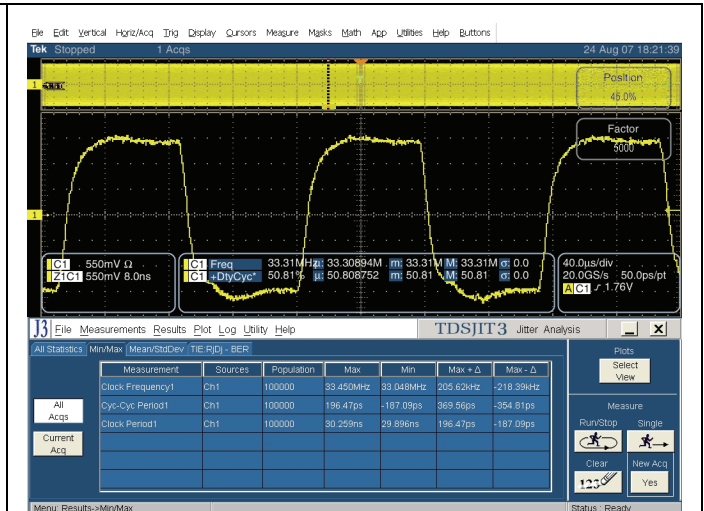 File Edit Vertical Horiz/Acq Trig Display Cursors Measure Masks Math App Utilities Help Buttons
Tek Stopped 1 Acqs 24 Aug 07 18:21:39
1
Position
45.0%
Factor
5000
1
C1 550mV Ω
Z1C1 550mV 8.0ns
C1 Freq 33.31MHz μ: 33.30894M m: 33.31M M: 33.31M σ: 0.0
C1 +DtyCyc* 50.81% μ: 50.808752 m: 50.81 M: 50.81 σ: 0.0
40.0μs/div
20.0GS/s 50.0ps/pt
A C1 1.76V
J3 File Measurements Results Plot Log Utility Help TDSJIT3 Jitter Analysis _ X
All Statistics Min/Max Mean/StdDev TIE:RjDj - BER
Measurement Sources Population Max Min Max + Δ Max - Δ
Clock Frequency1 Ch1 100000 33.450MHz 33.048MHz 205.62kHz -218.39kHz
Cyc-Cyc Period1 Ch1 100000 196.47ps -187.09ps 369.56ps -354.81ps
Clock Period1 Ch1 100000 30.259ns 29.896ns 196.47ps -187.09ps
All
Acqs
Current
Acq
Plots
Select
View
Measure
Run/Stop Single
Clear New Acq
123 Yes
Menu: Results->Min/Max Status : Ready